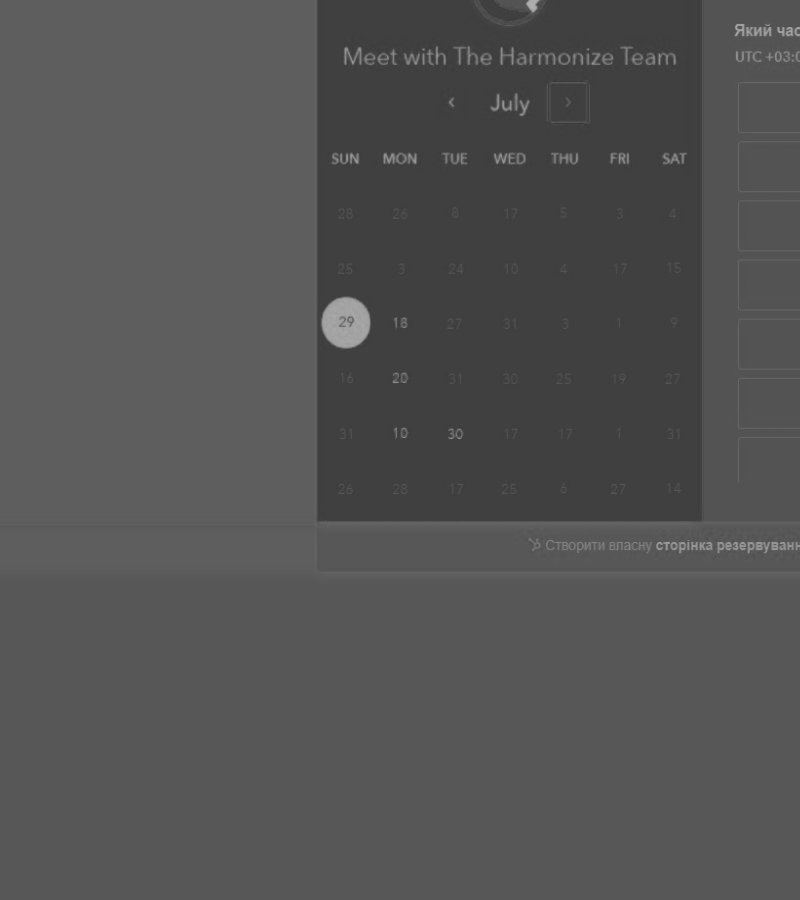 Meet with The Harmonize Team
July
SUN MON TUE WED THU FRI SAT
28 26 8 17 5 3 4
25 3 24 10 4 17 15
29 18 27 31 3 1 9
16 20 31 30 25 19 27
31 10 30 17 17 1 31
26 28 17 25 6 27 14
Який час
UTC +03:0
Створити власну сторінка резервуванн